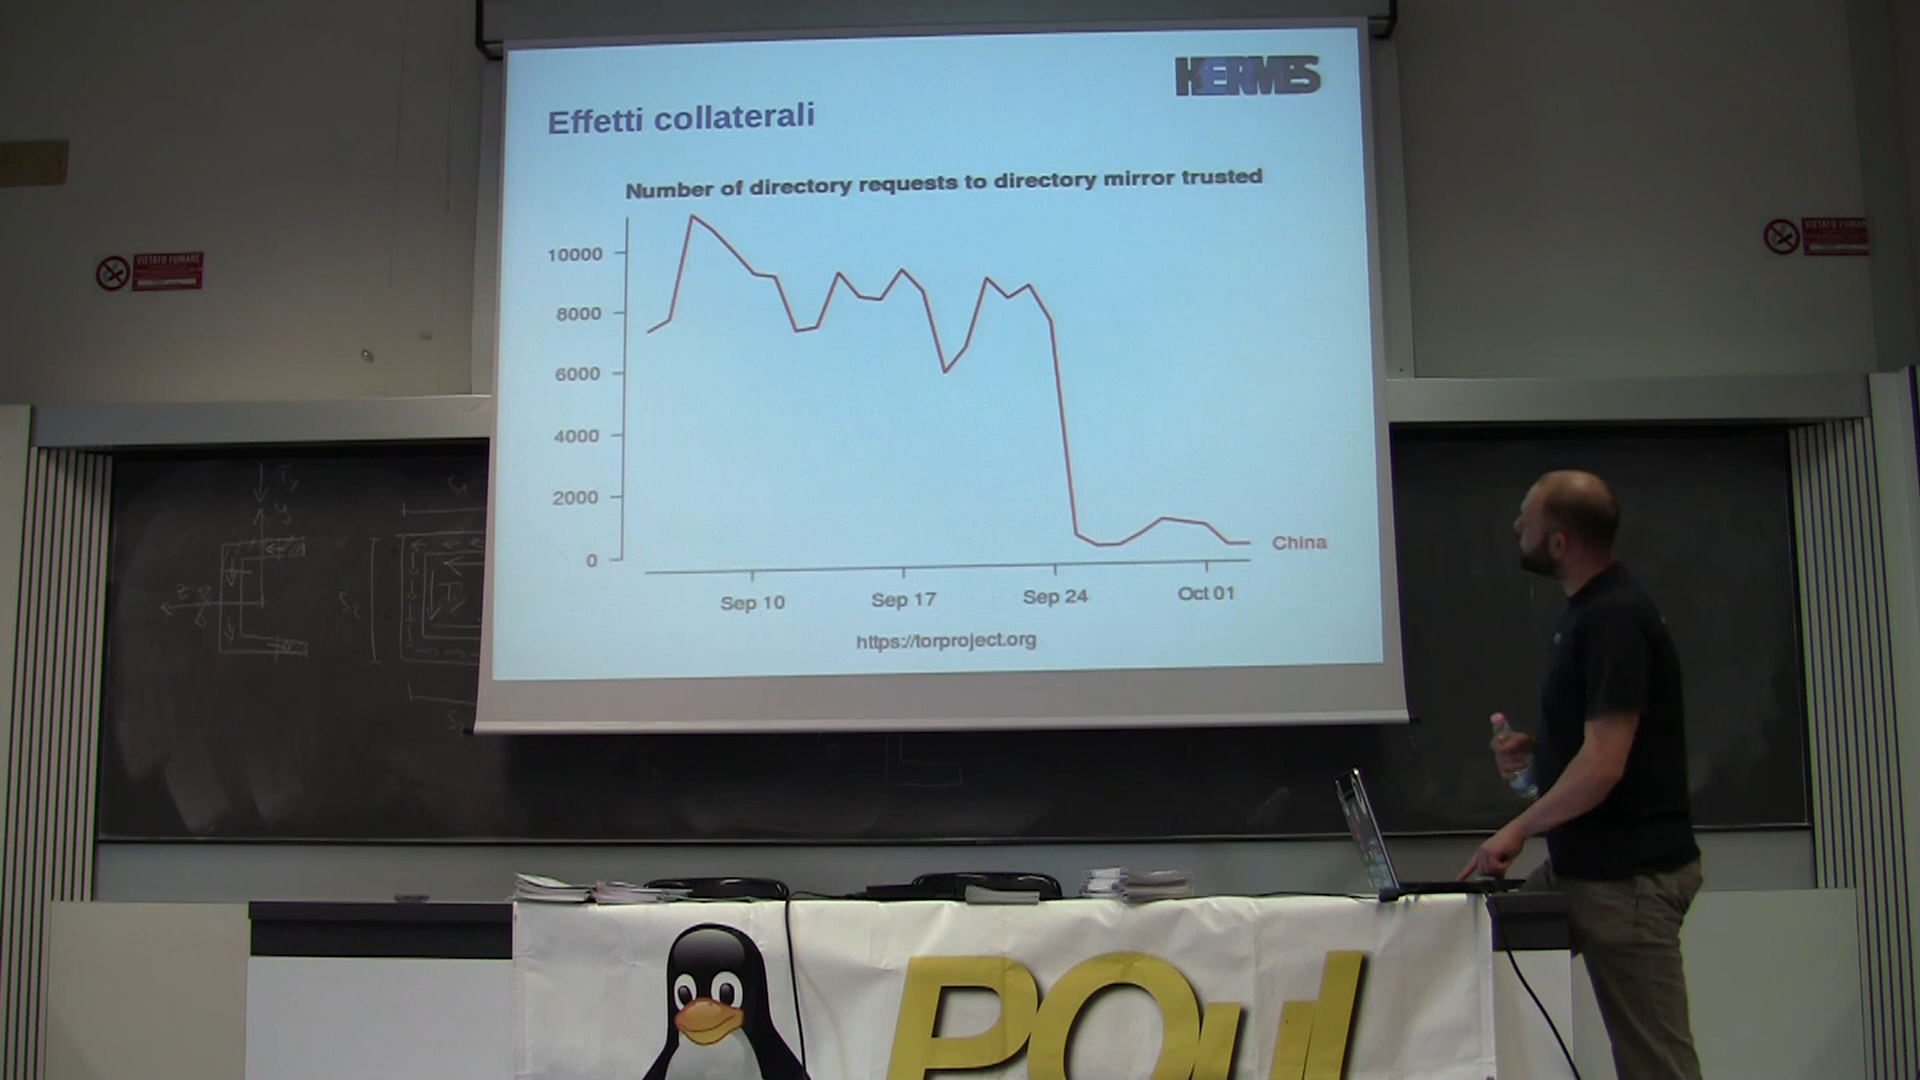 HERMES
Effetti collaterali
Number of directory requests to directory mirror trusted
10000
8000
6000
4000
2000
0
China
Sep 10
Sep 17
Sep 24
Oct 01
https://torproject.org
VIETATO FUMARE
VIETATO FUMARE
POul